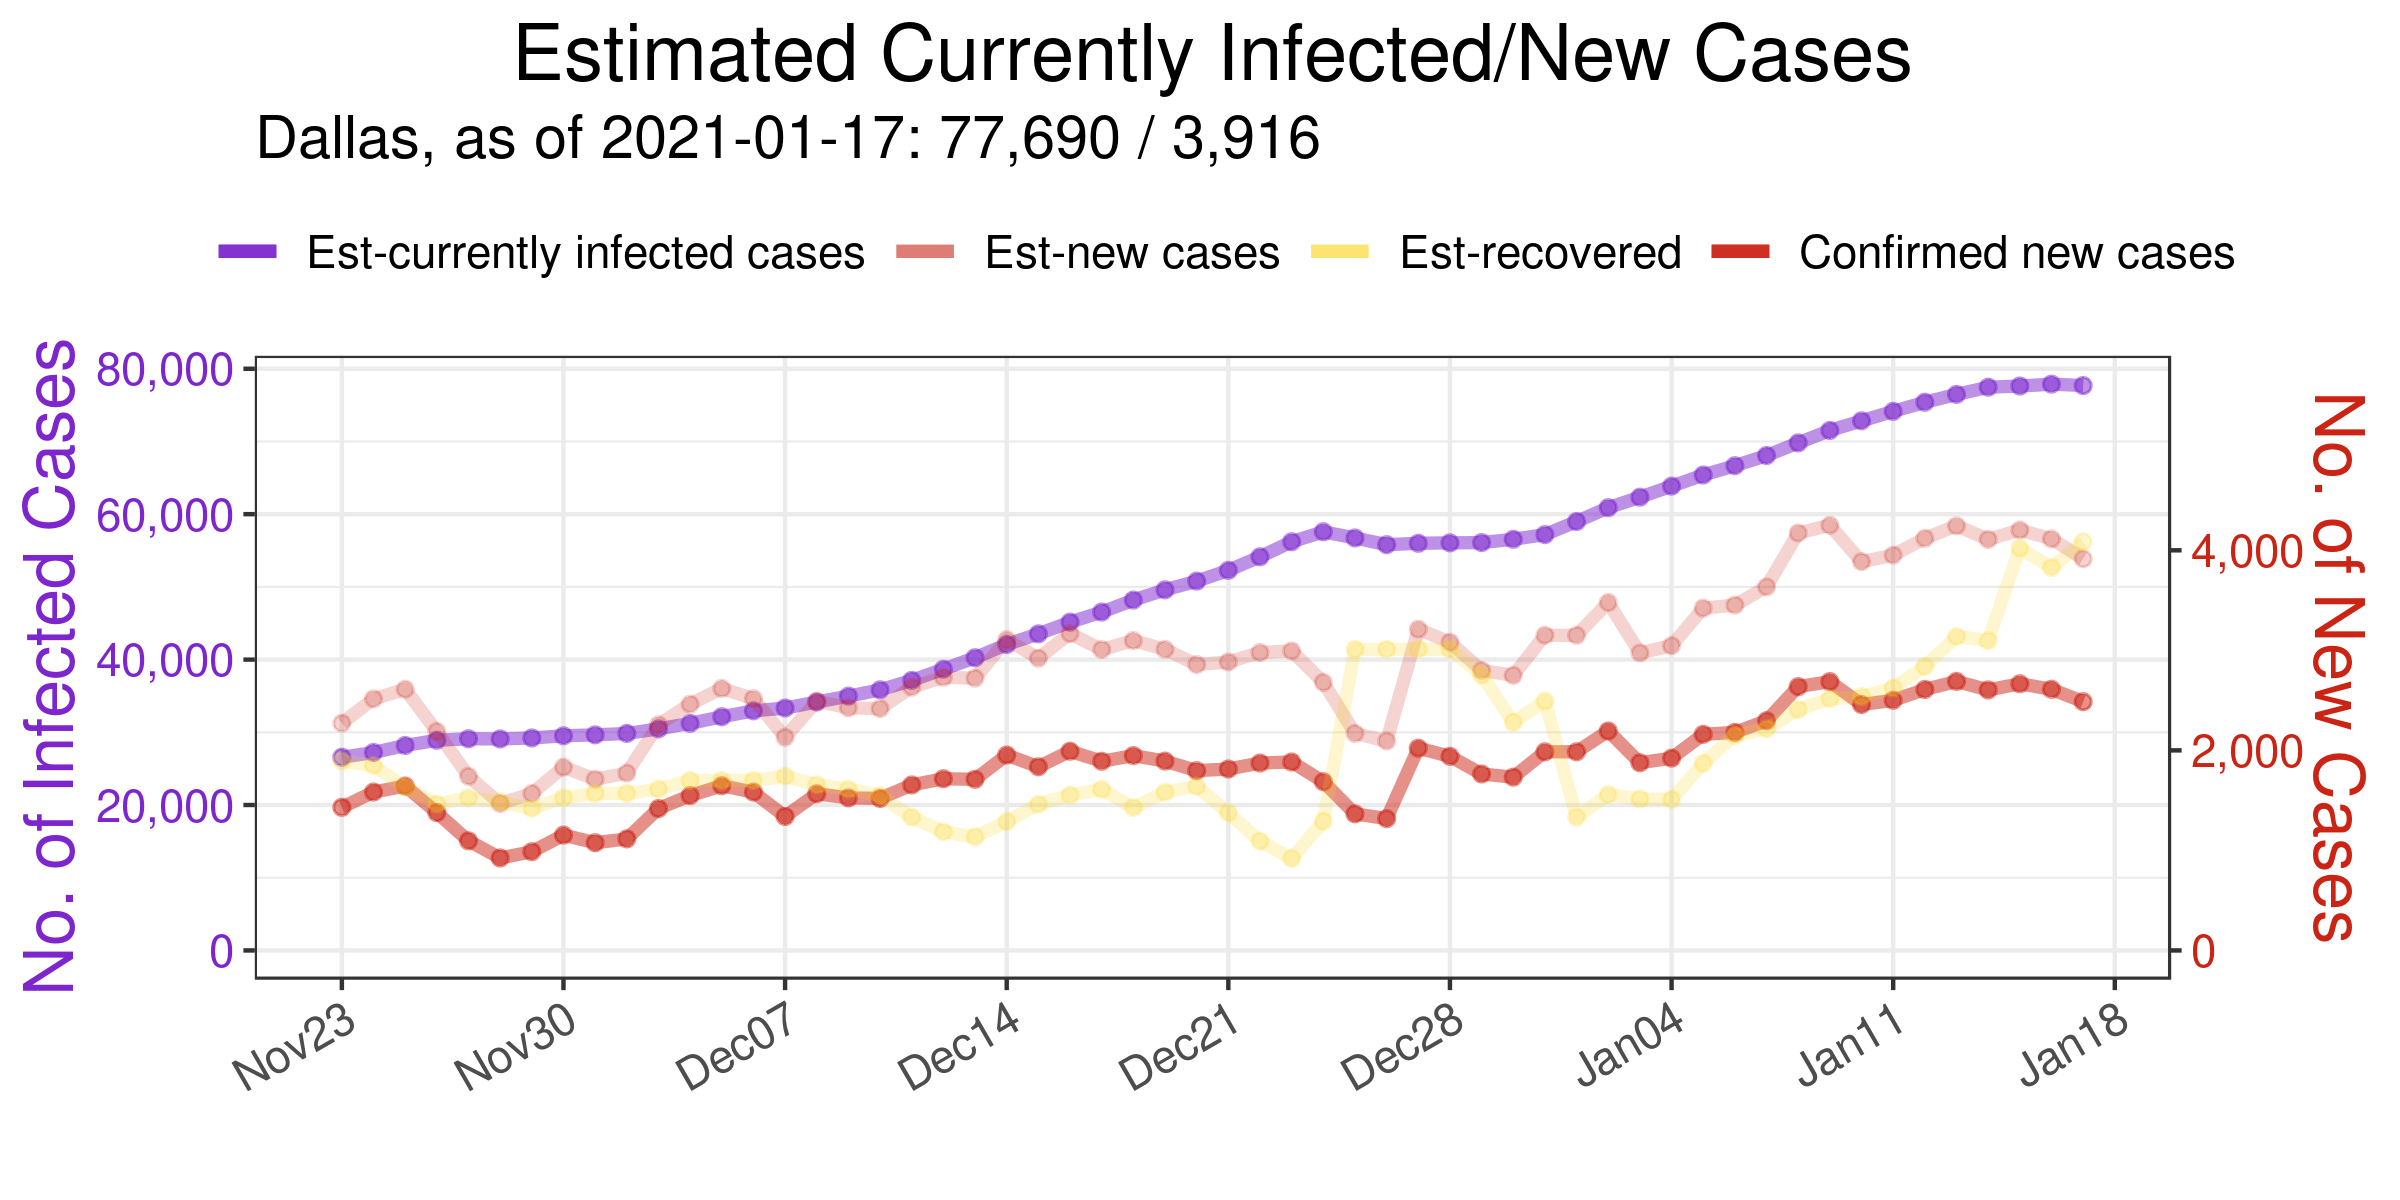 Estimated Currently Infected/New Cases
Dallas, as of 2021-01-17: 77,690 / 3,916
Est-currently infected cases
Est-new cases
Est-recovered
Confirmed new cases
No. of Infected Cases
80,000
60,000
40,000
20,000
0
4,000
2,000
0
No. of New Cases
Nov23
Nov30
Dec07
Dec14
Dec21
Dec28
Jan04
Jan11
Jan18